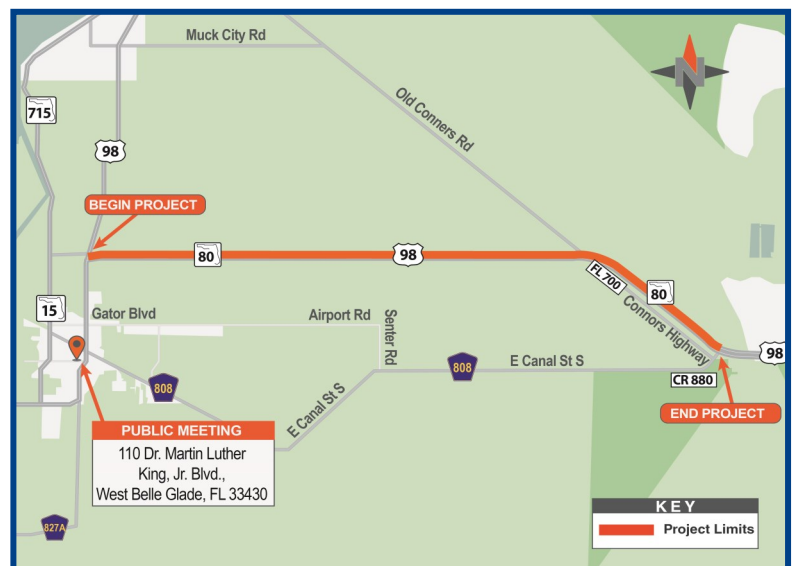 Muck City Rd
N
Old Conners Rd
715
98
BEGIN PROJECT
80
98
FL 700
80
Connors Highway
15
Gator Blvd
Airport Rd
Senter Rd
98
808
808
E Canal St S
CR 880
E Canal St S
END PROJECT
PUBLIC MEETING
110 Dr. Martin Luther
King, Jr. Blvd.,
West Belle Glade, FL 33430
827A
KEY
Project Limits